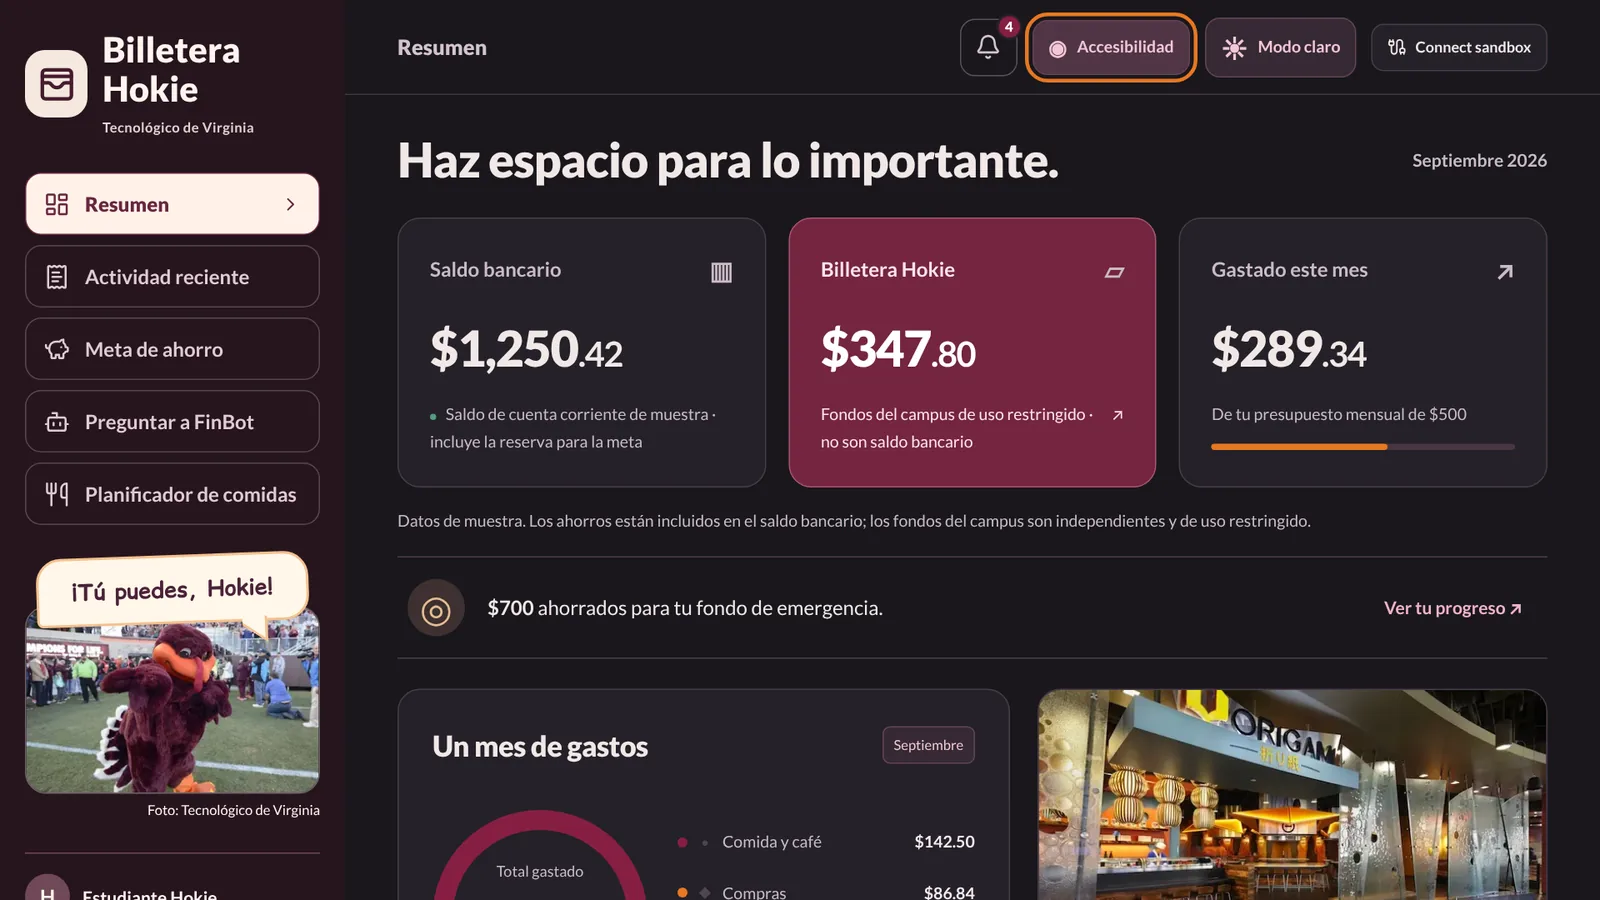 Billetera
Hokie
Tecnológico de Virginia
Resumen
Actividad reciente
Meta de ahorro
Preguntar a FinBot
Planificador de comidas
¡Tú puedes, Hokie!
Foto: Tecnológico de Virginia
H
Estudiante Hokie
Resumen
4
Accesibilidad
Modo claro
Connect sandbox
Haz espacio para lo importante.
Septiembre 2026
Saldo bancario
$1,250.42
Saldo de cuenta corriente de muestra ·
incluye la reserva para la meta
Billetera Hokie
$347.80
Fondos del campus de uso restringido ·
no son saldo bancario
Gastado este mes
$289.34
De tu presupuesto mensual de $500
Datos de muestra. Los ahorros están incluidos en el saldo bancario; los fondos del campus son independientes y de uso restringido.
$700 ahorrados para tu fondo de emergencia.
Ver tu progreso
Un mes de gastos
Septiembre
Total gastado
Comida y café
$142.50
Compras
$86.84
ORIGAMI